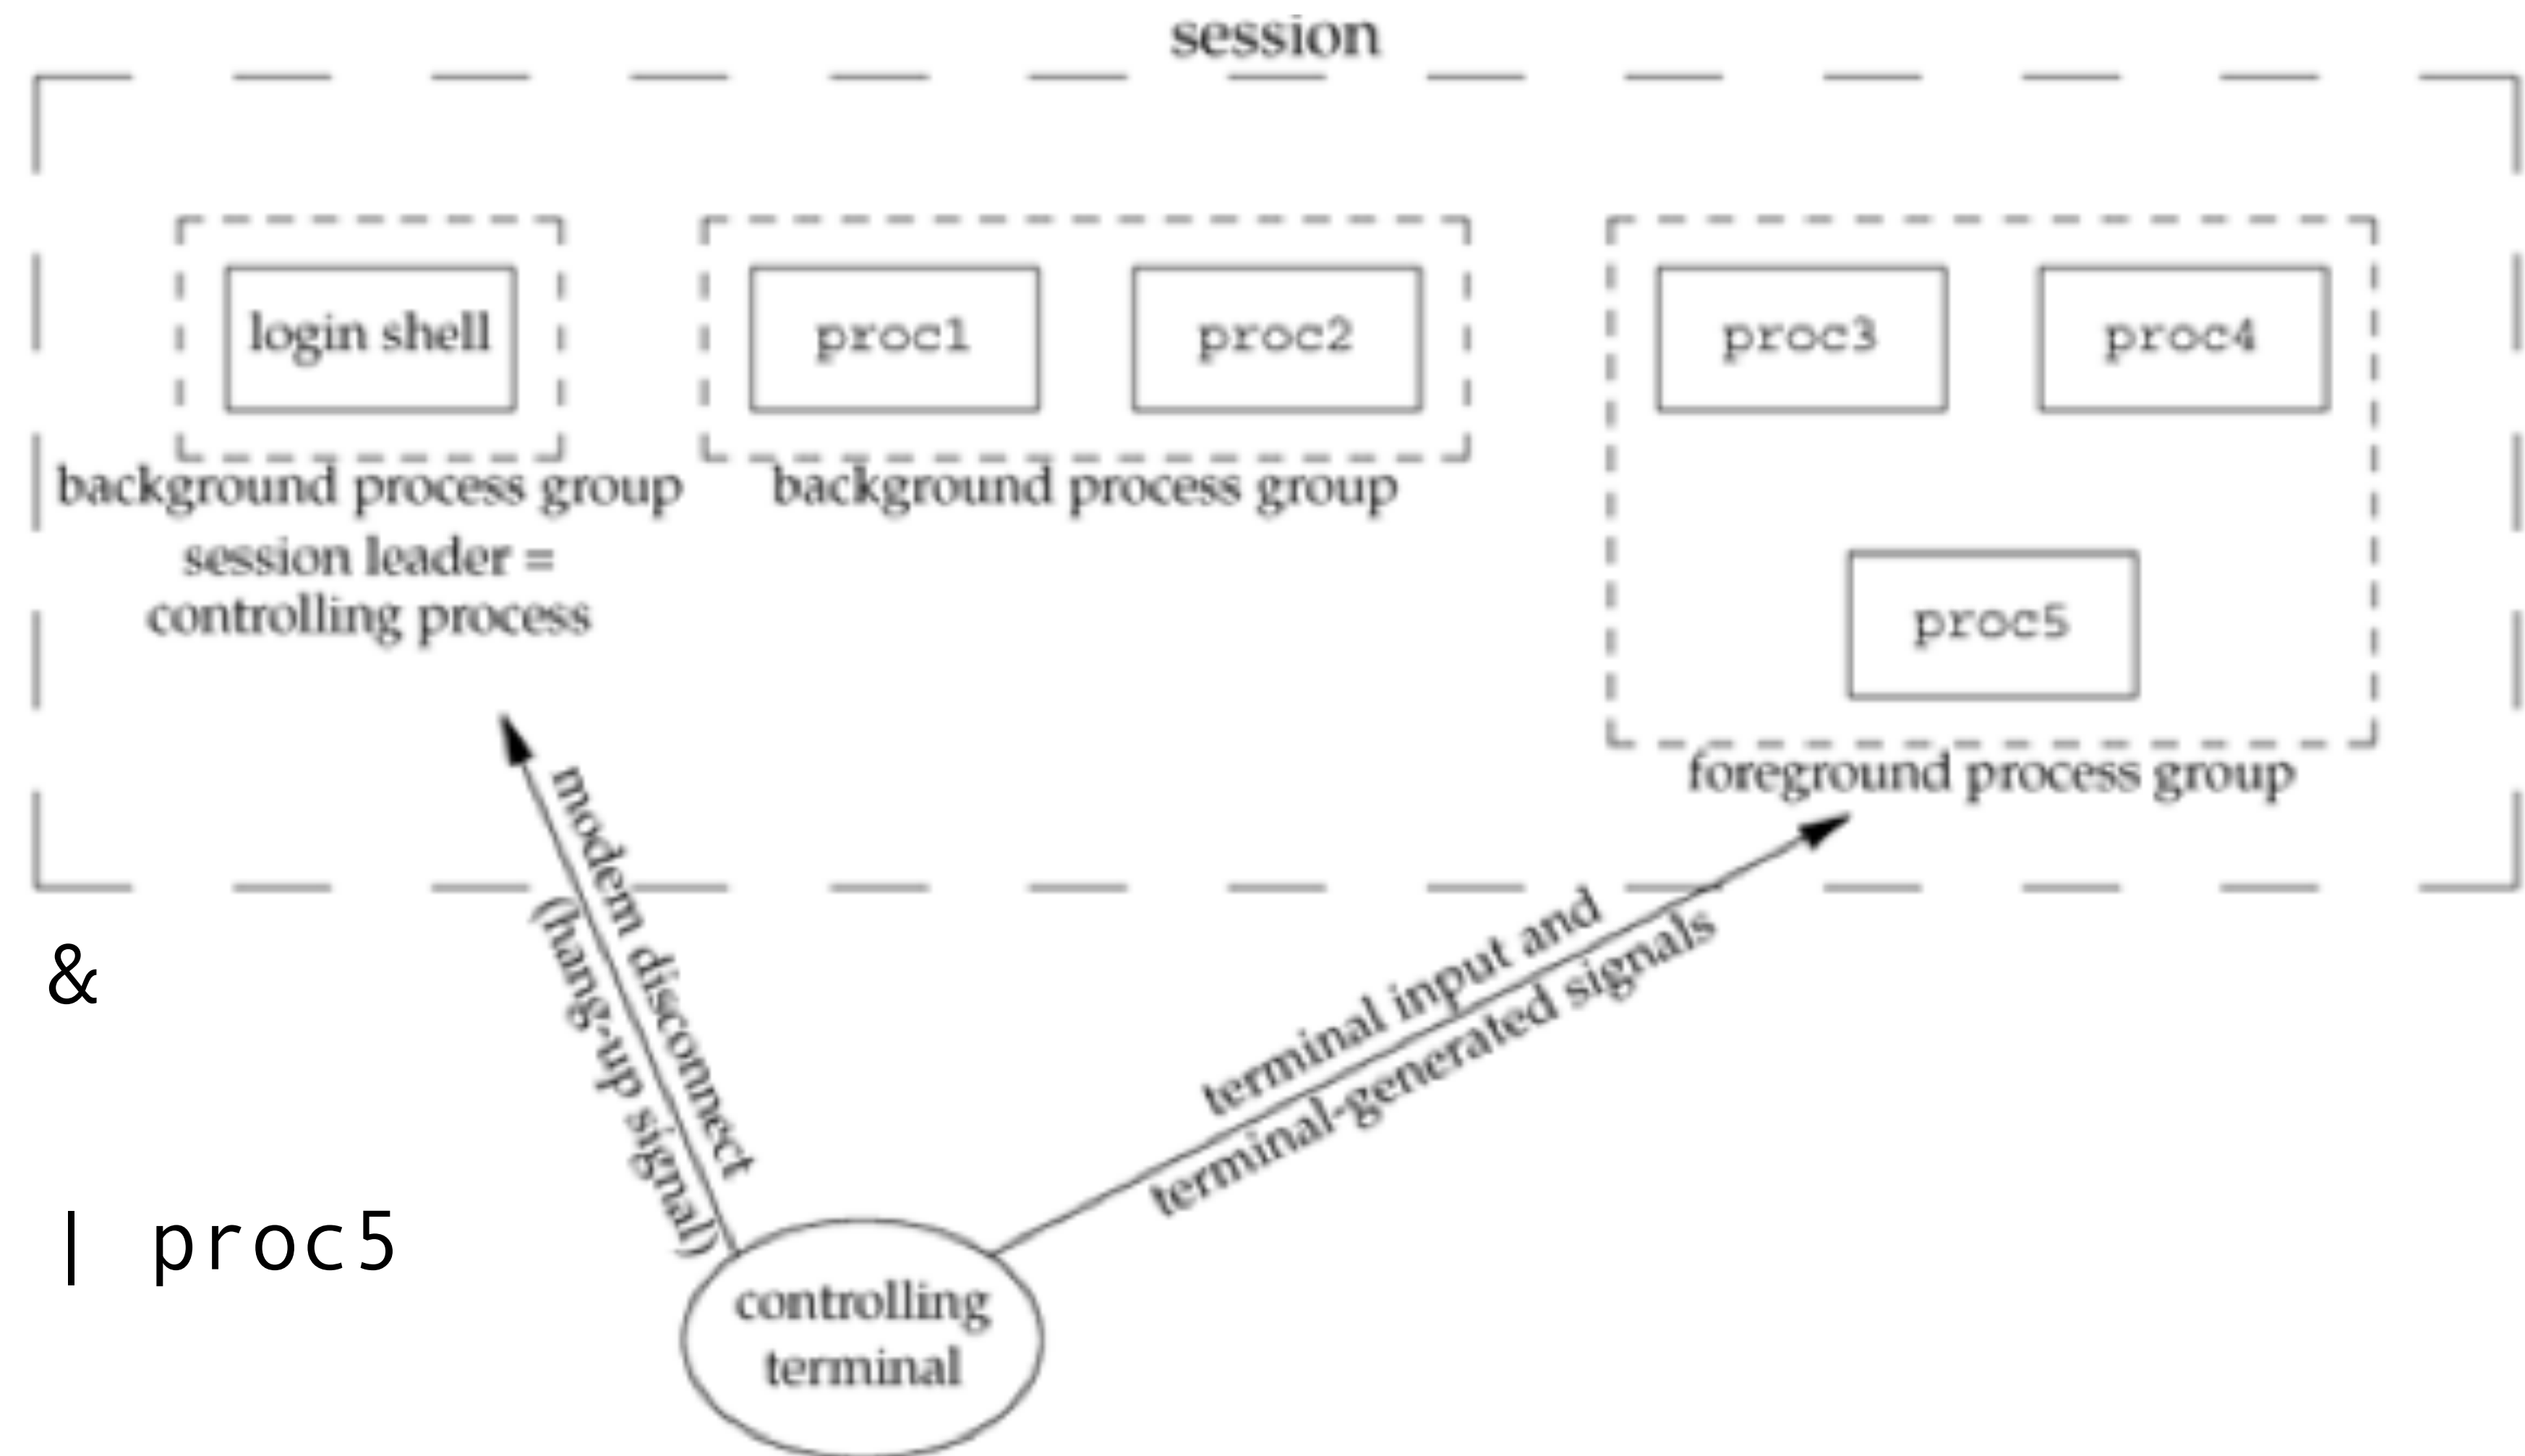 session
login shell
proc1
proc2
proc3
proc4
background process group
background process group
session leader =
controlling process
proc5
foreground process group
modem disconnect
(hang-up signal)
terminal input and
terminal-generated signals
&
| proc5
controlling
terminal